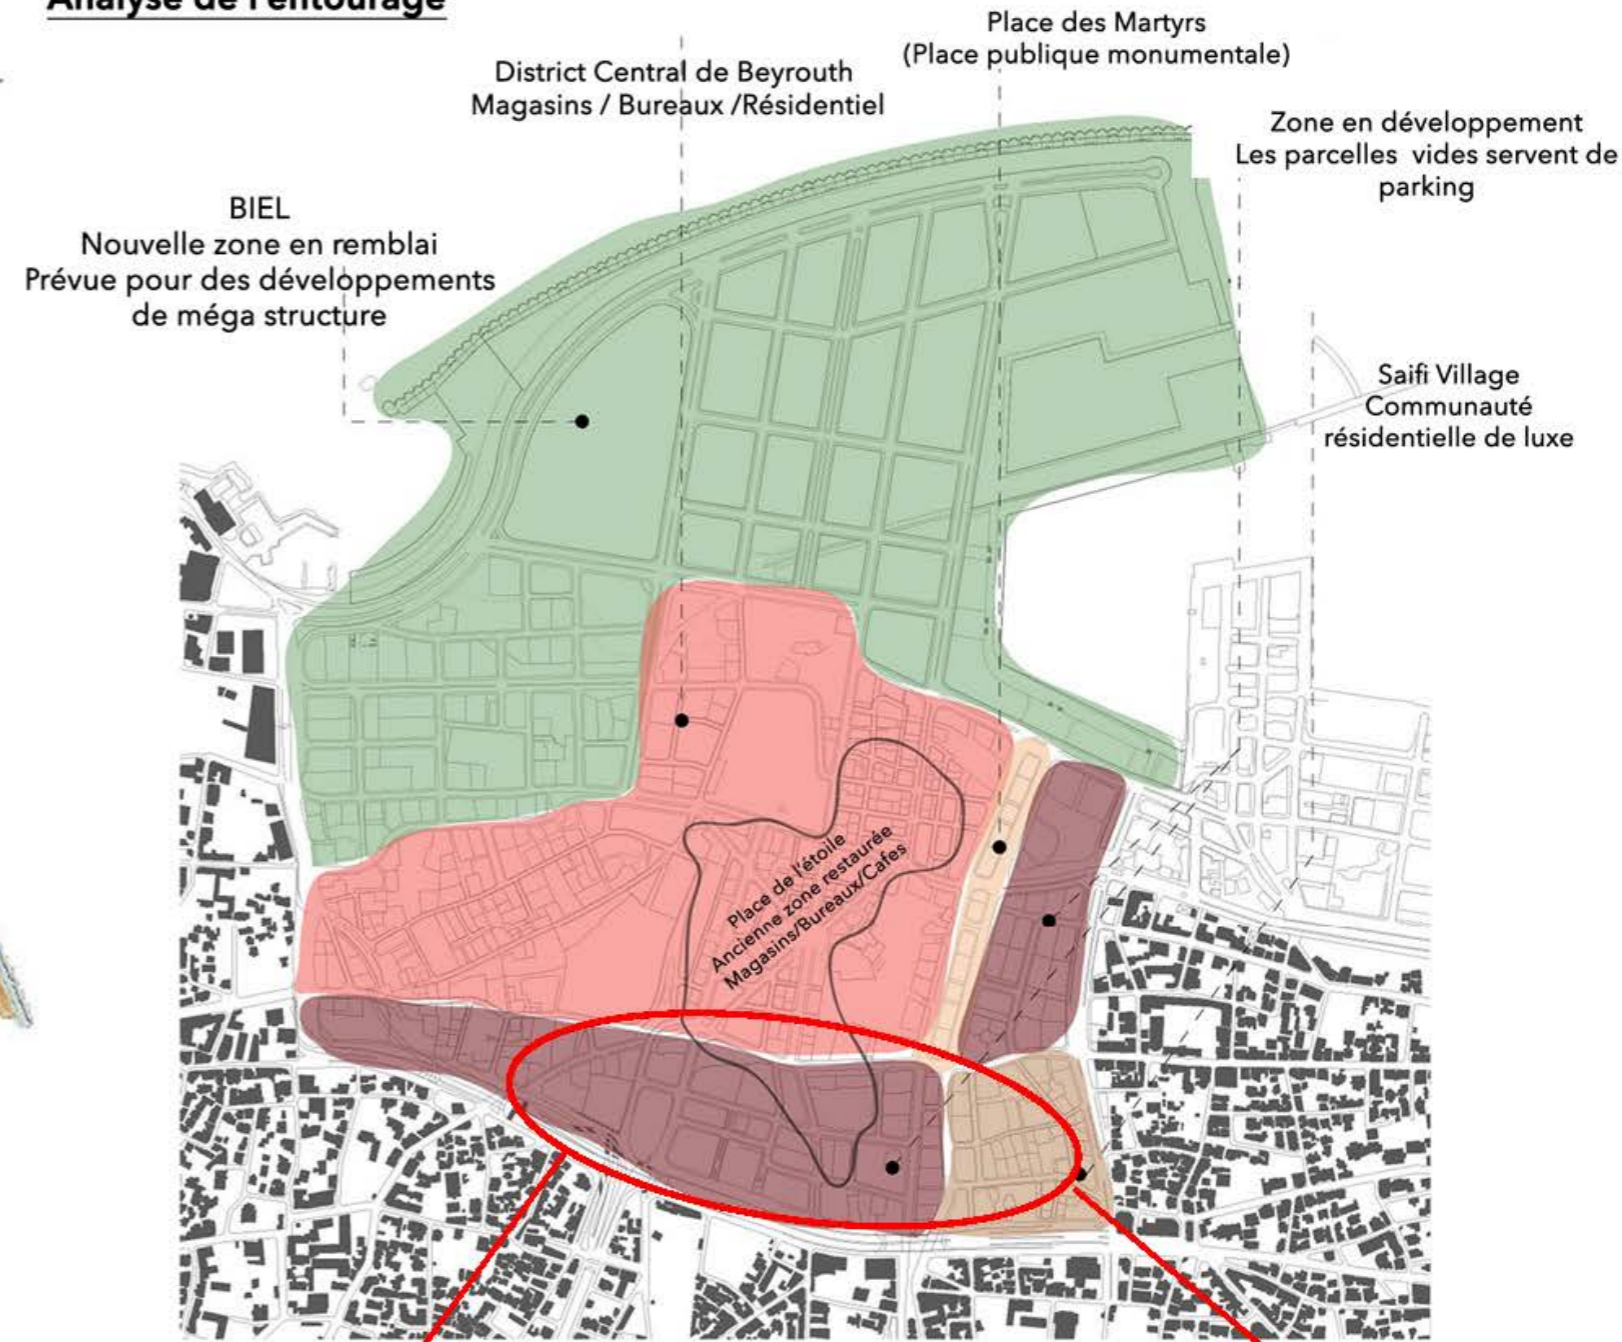 Analyse de l'entourage
Place des Martyrs
(Place publique monumentale)
District Central de Beyrouth
Magasins / Bureaux /Résidentiel
Zone en développement
Les parcelles vides servent de
parking
BIEL
Nouvelle zone en remblai
Prévue pour des développements
de méga structure
Saifi Village
Communauté
résidentielle de luxe
Place de l'étoile
Ancienne zone restaurée
Magasins/Bureaux/Cafes